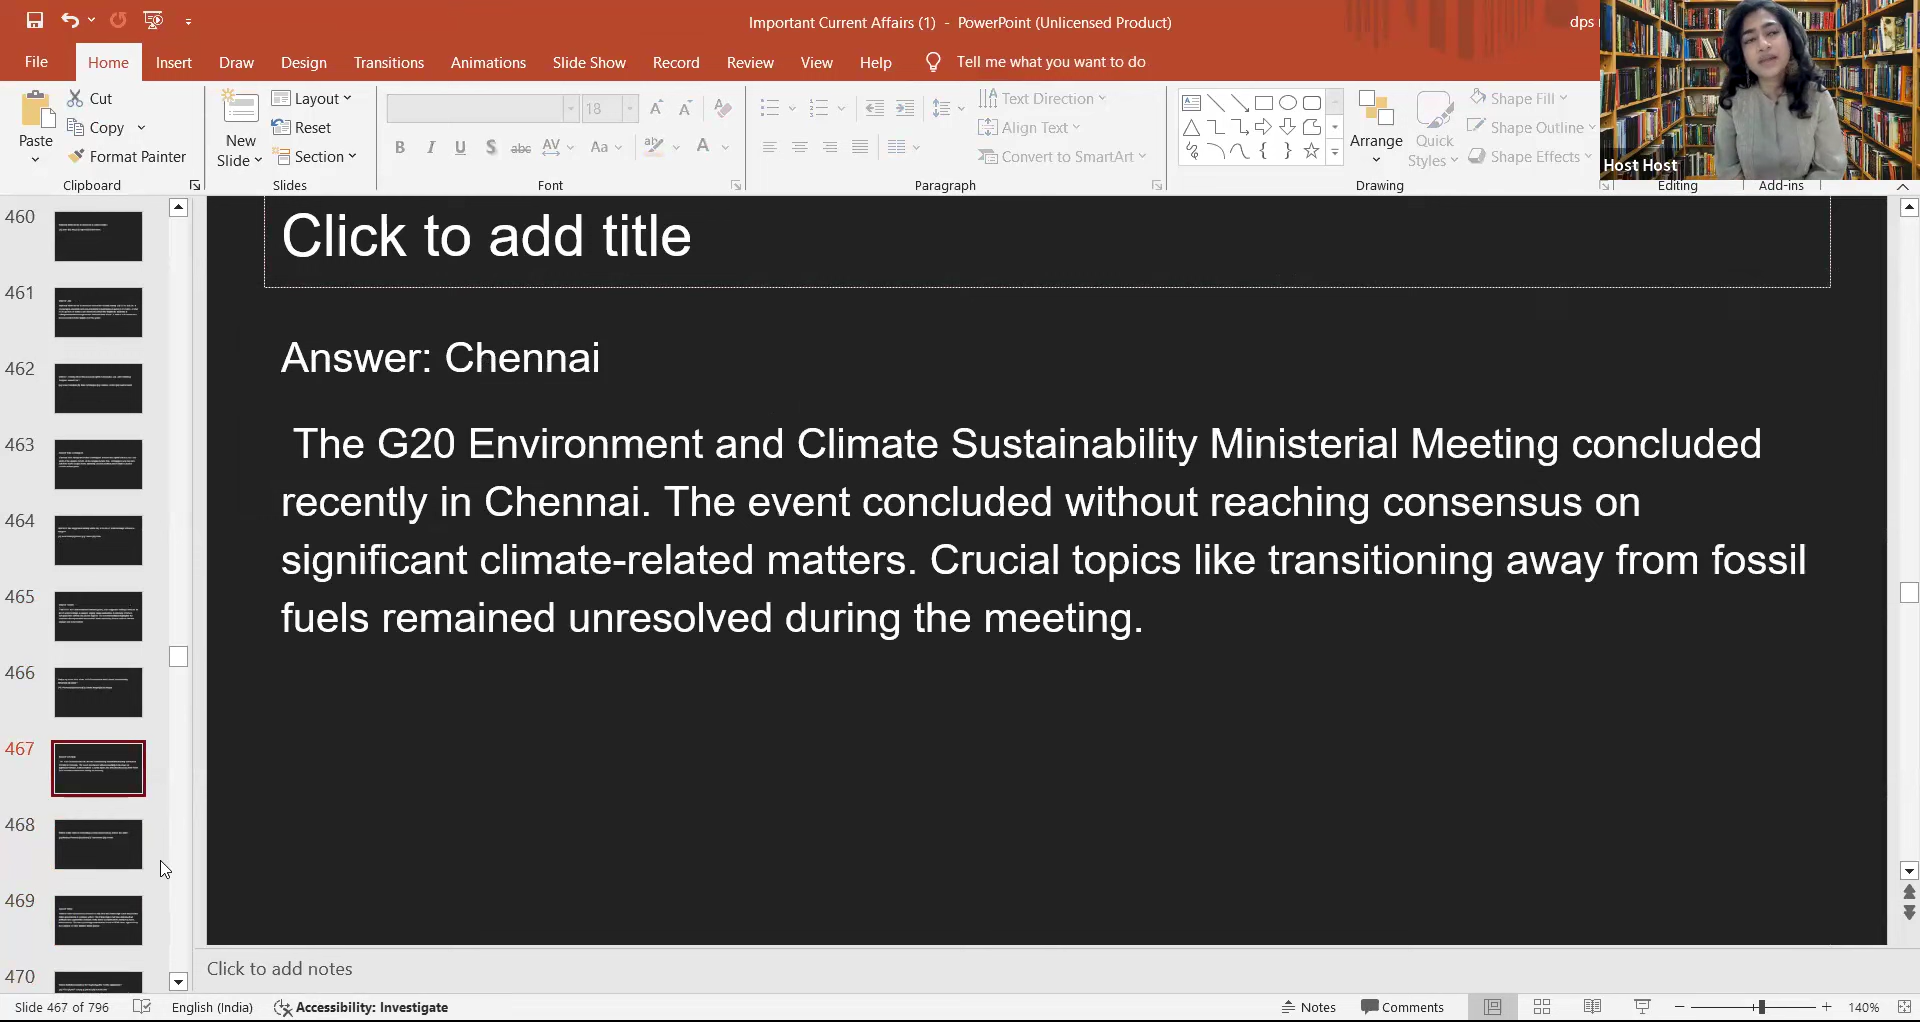 Important Current Affairs (1) - PowerPoint (Unlicensed Product)
dps
File Home Insert Draw Design Transitions Animations Slide Show Record Review View Help Tell me what you want to do
Paste
Cut
Copy
Format Painter
Clipboard
New Slide
Layout
Reset
Section
Slides
18
B I U S abc AV Aa A
Font
Text Direction
Align Text
Convert to SmartArt
Paragraph
Arrange
Quick Styles
Shape Fill
Shape Outline
Shape Effects
Drawing
Editing
Add-ins
Host Host
460
461
462
463
464
465
466
467
468
469
470
Click to add title
Answer: Chennai
The G20 Environment and Climate Sustainability Ministerial Meeting concluded
recently in Chennai. The event concluded without reaching consensus on
significant climate-related matters. Crucial topics like transitioning away from fossil
fuels remained unresolved during the meeting.
Click to add notes
Slide 467 of 796 English (India) Accessibility: Investigate Notes Comments 140%